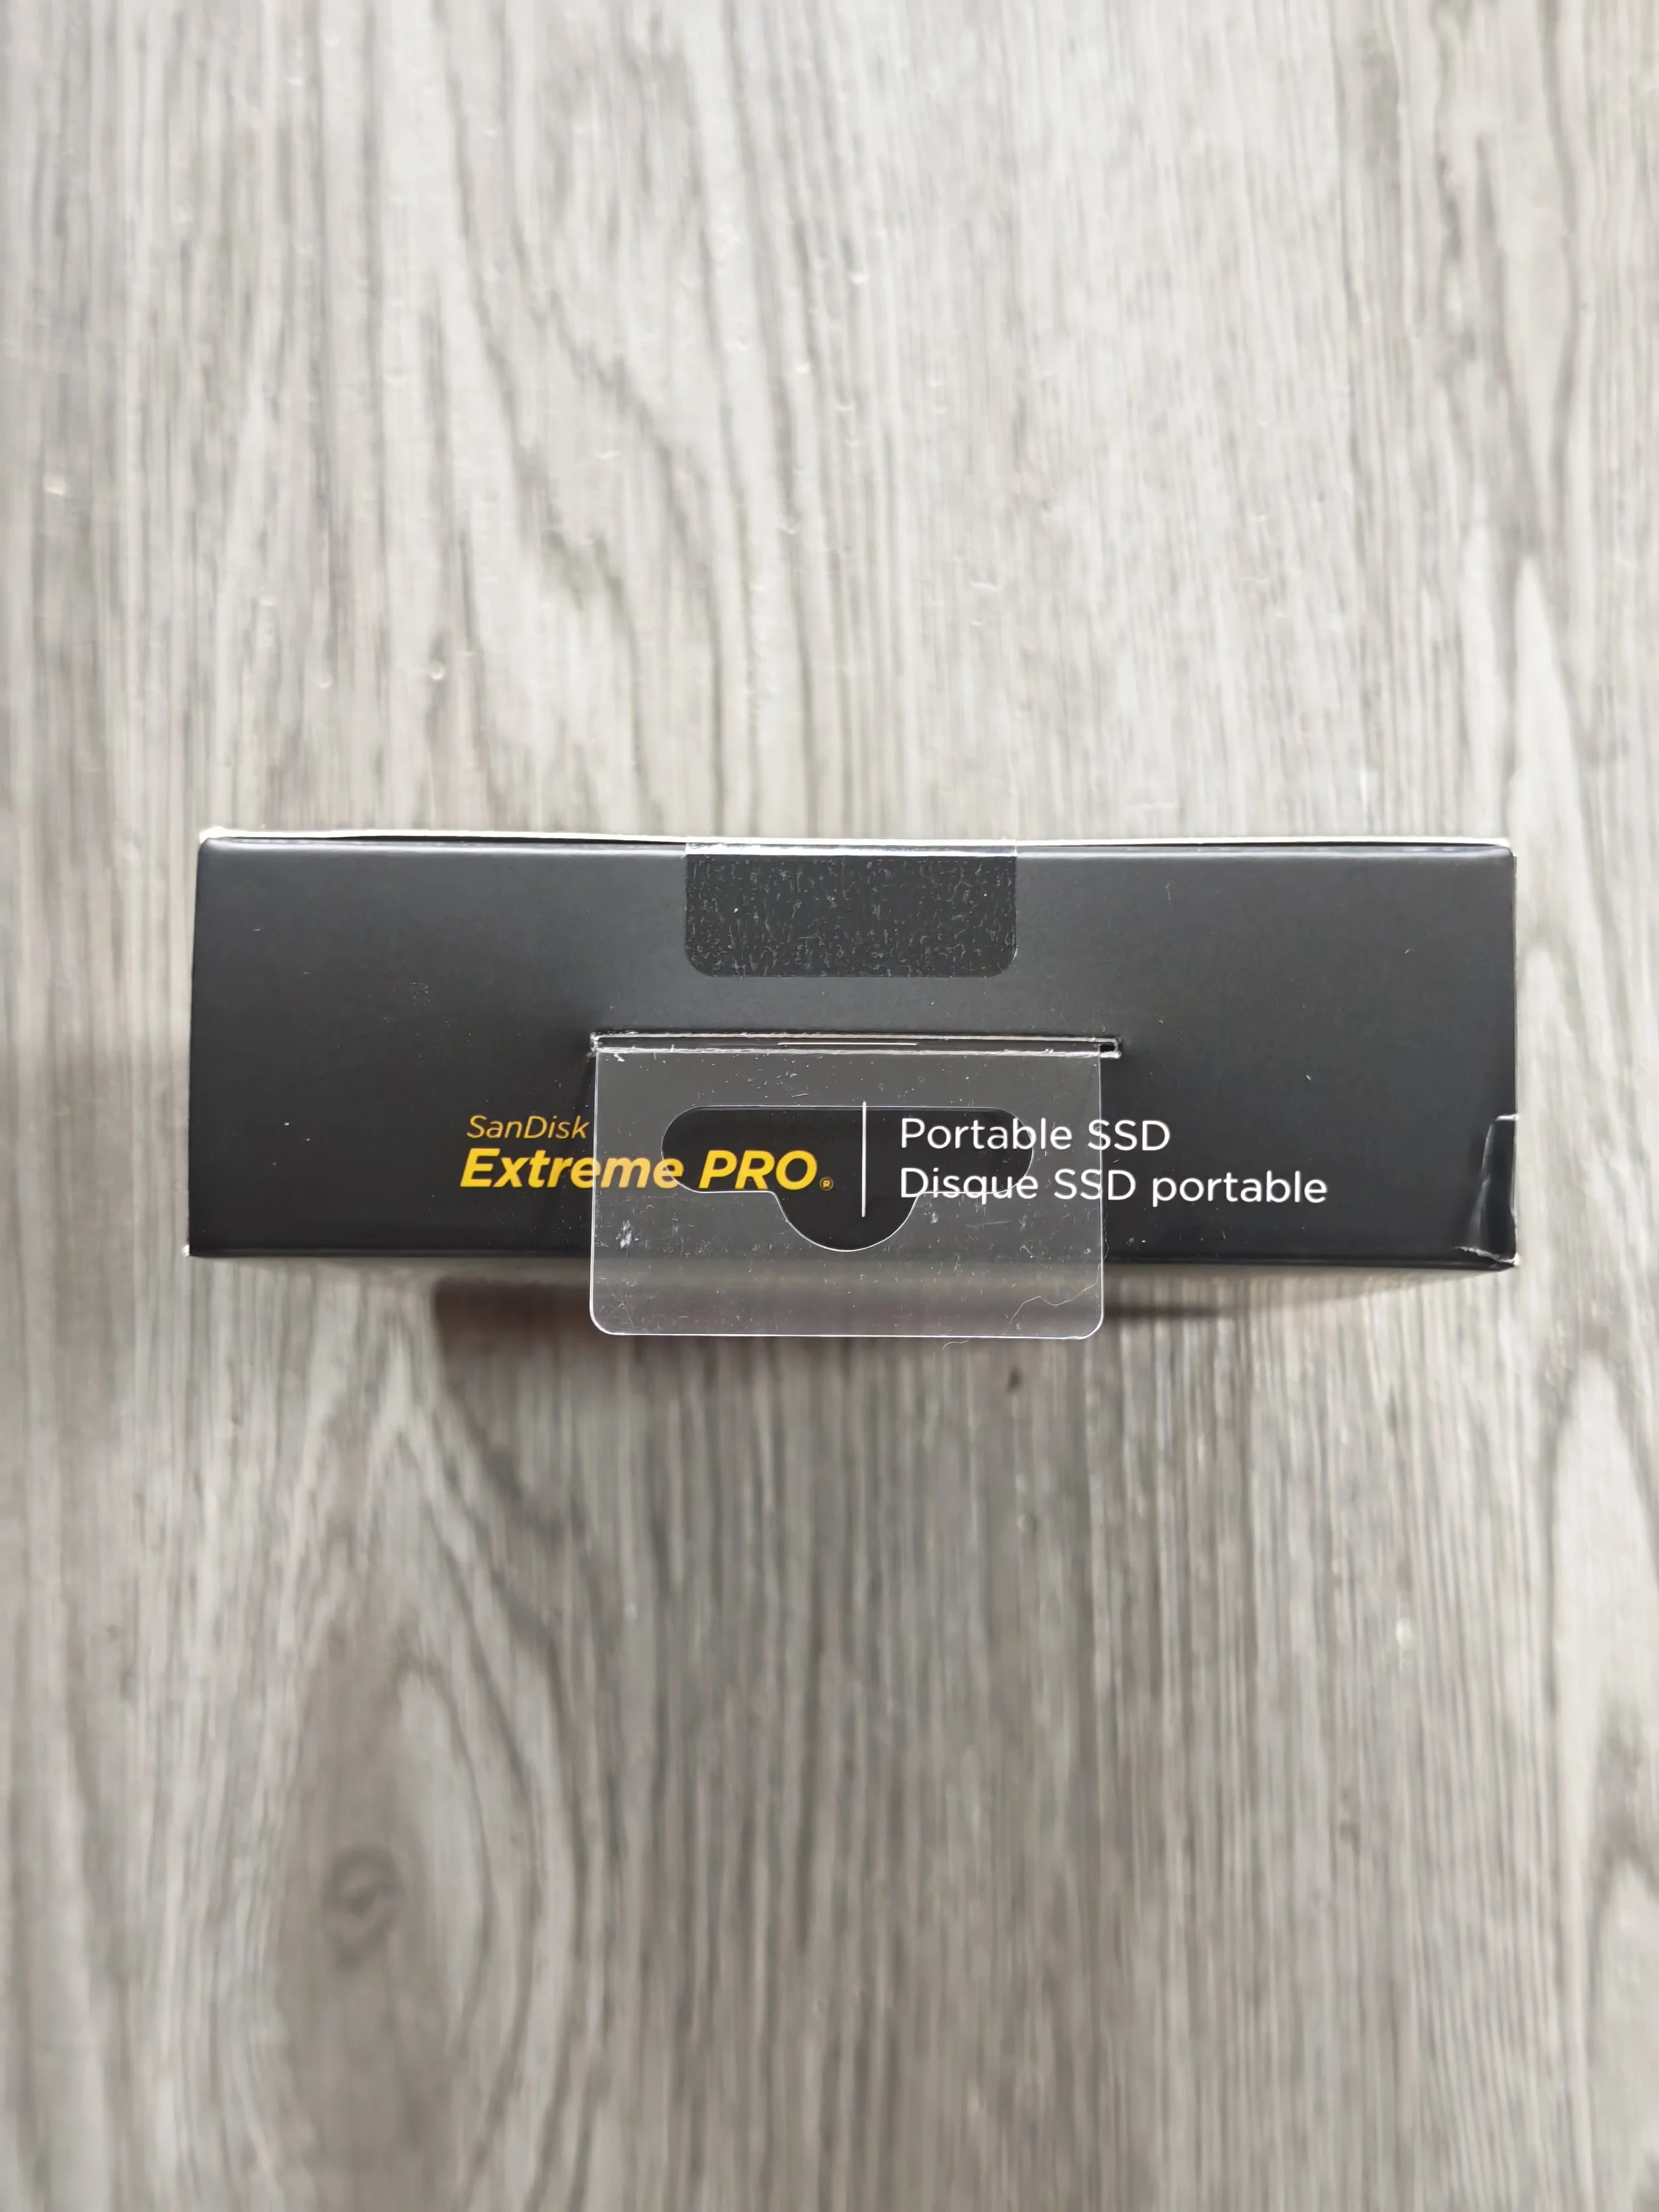 SanDisk
Extreme PRO®
Portable SSD
Disque SSD portable